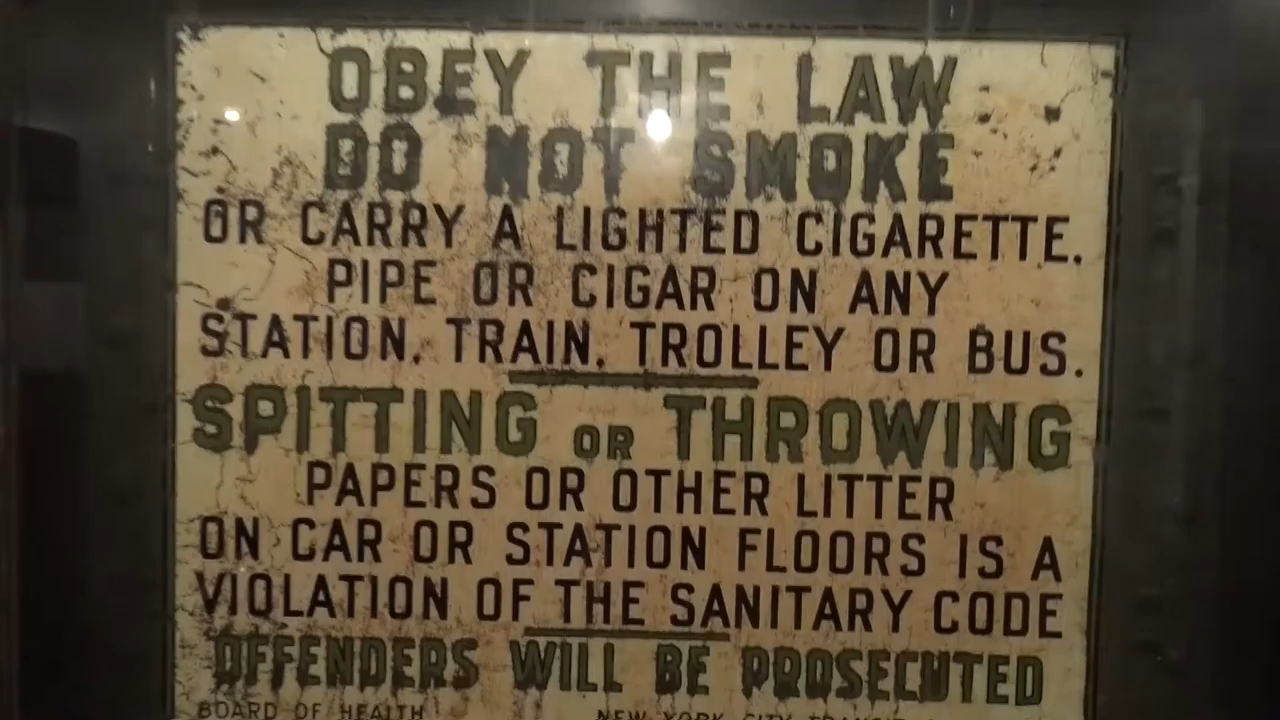 OBEY THE LAW
DO NOT SMOKE
OR CARRY A LIGHTED CIGARETTE,
PIPE OR CIGAR ON ANY
STATION, TRAIN, TROLLEY OR BUS.
SPITTING OR THROWING
PAPERS OR OTHER LITTER
ON CAR OR STATION FLOORS IS A
VIOLATION OF THE SANITARY CODE
OFFENDERS WILL BE PROSECUTED
BOARD OF HEALTH NEW YORK CITY TRANSIT